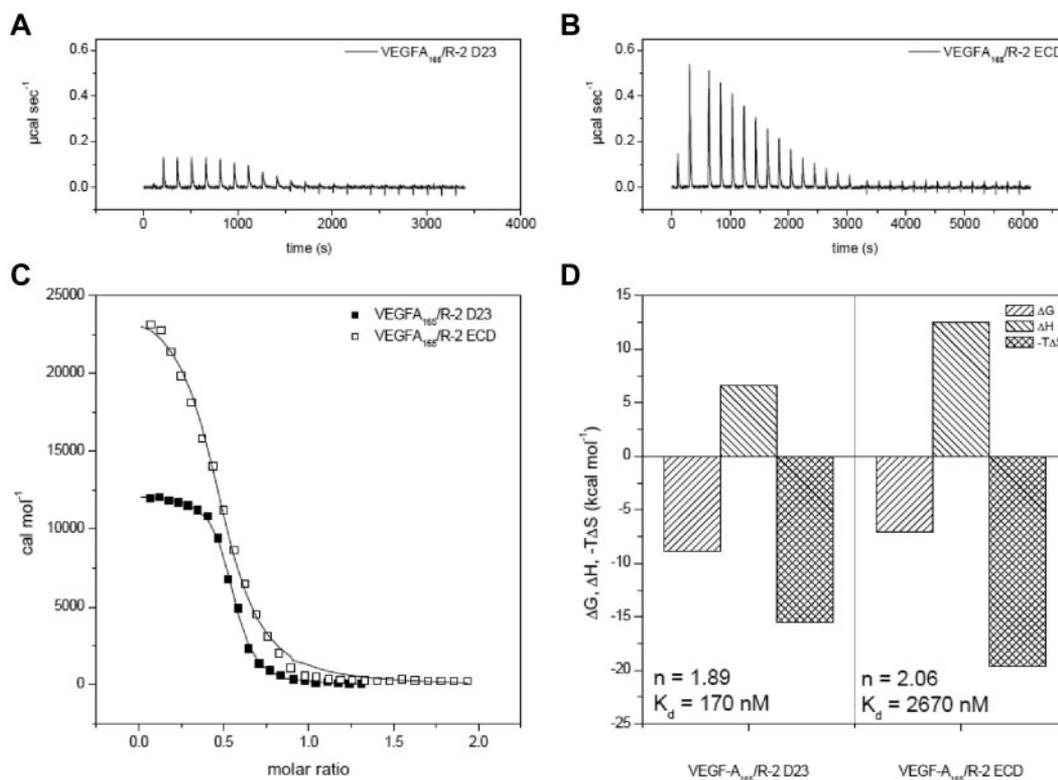 A
VEGFA₁₆₅/R-2 D23
0.6
0.4
0.2
0.0
µcal sec⁻¹
0
1000
2000
3000
4000
time (s)
B
VEGFA₁₆₅/R-2 ECD
0.6
0.4
0.2
0.0
µcal sec⁻¹
0
1000
2000
3000
4000
5000
6000
time (s)
C
VEGFA₁₆₅/R-2 D23
VEGFA₁₆₅/R-2 ECD
25000
20000
15000
10000
5000
0
cal mol⁻¹
0.0
0.5
1.0
1.5
2.0
molar ratio
D
ΔG
ΔH
-TΔS
15
10
5
0
-5
-10
-15
-20
-25
ΔG, ΔH, -TΔS (kcal mol⁻¹)
n = 1.89
K_d = 170 nM
n = 2.06
K_d = 2670 nM
VEGF-A₁₆₅/R-2 D23
VEGF-A₁₆₅/R-2 ECD